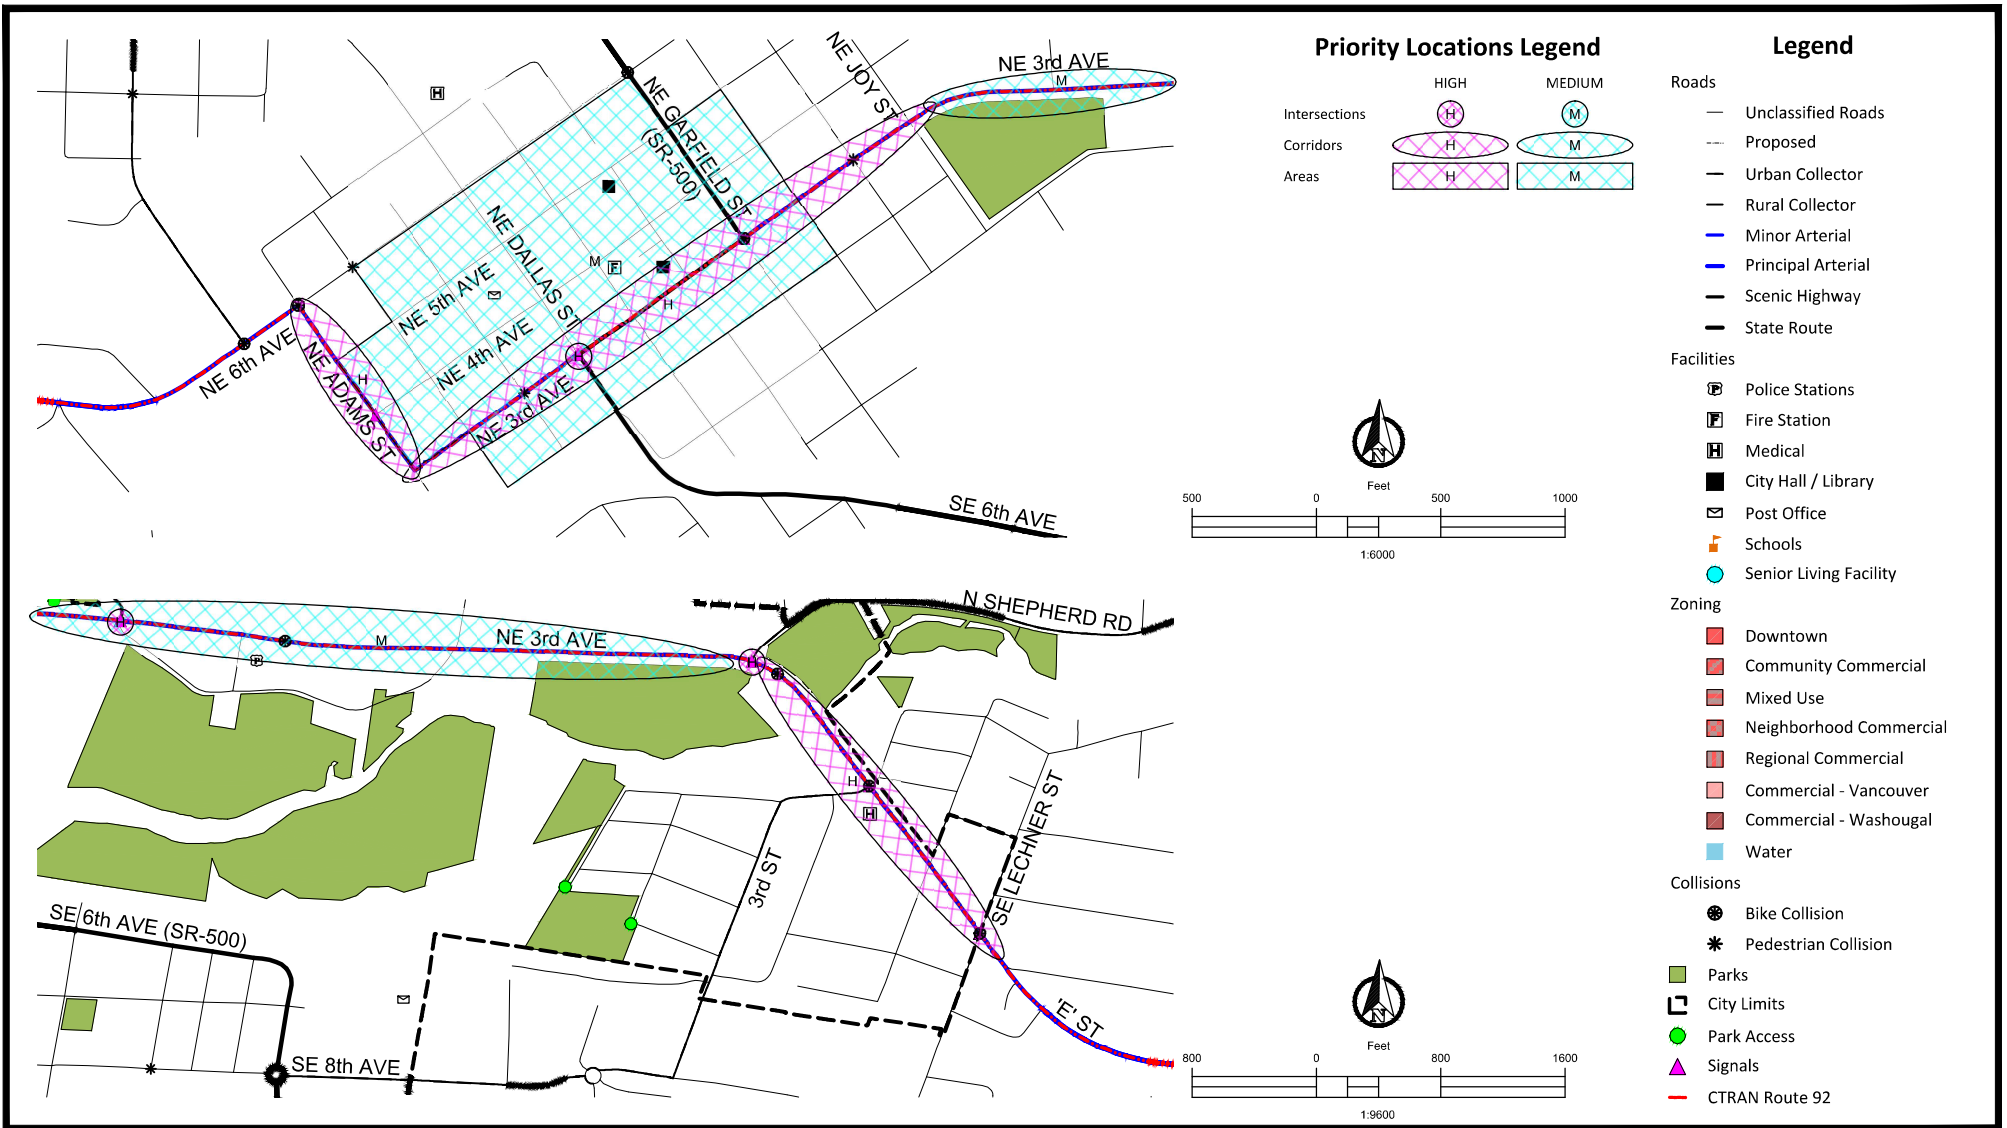 NE JOY ST
NE 3rd AVE
M
H
NE GARFIELD ST
(SR-500)
NE DALLAS ST
M
F
H
NE 5th AVE
NE 4th AVE
H
NE 3rd AVE
NE 6th AVE
NE ADAMS ST
H
SE 6th AVE
Priority Locations Legend
HIGH MEDIUM
Intersections H M
Corridors H M
Areas H M
N
Feet
500 0 500 1000
1:6000
H
NE 3rd AVE
M
P
H
N SHEPHERD RD
H
H
3rd ST
SE LECHNER ST
SE 6th AVE (SR-500)
SE 8th AVE
'E' ST
N
Feet
800 0 800 1600
1:9600
Legend
Roads
Unclassified Roads
Proposed
Urban Collector
Rural Collector
Minor Arterial
Principal Arterial
Scenic Highway
State Route
Facilities
P Police Stations
F Fire Station
H Medical
City Hall / Library
Post Office
Schools
Senior Living Facility
Zoning
Downtown
Community Commercial
Mixed Use
Neighborhood Commercial
Regional Commercial
Commercial - Vancouver
Commercial - Washougal
Water
Collisions
Bike Collision
Pedestrian Collision
Parks
City Limits
Park Access
Signals
CTRAN Route 92